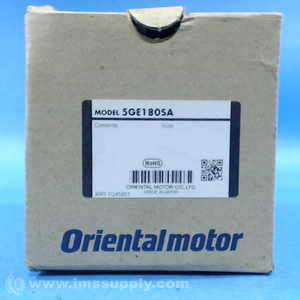 MODEL 5GE180SA
Contents Note
RoHS
ORIENTAL MOTOR CO.,LTD.
MADE IN JAPAN
Orientalmotor
© www.imssupply.com